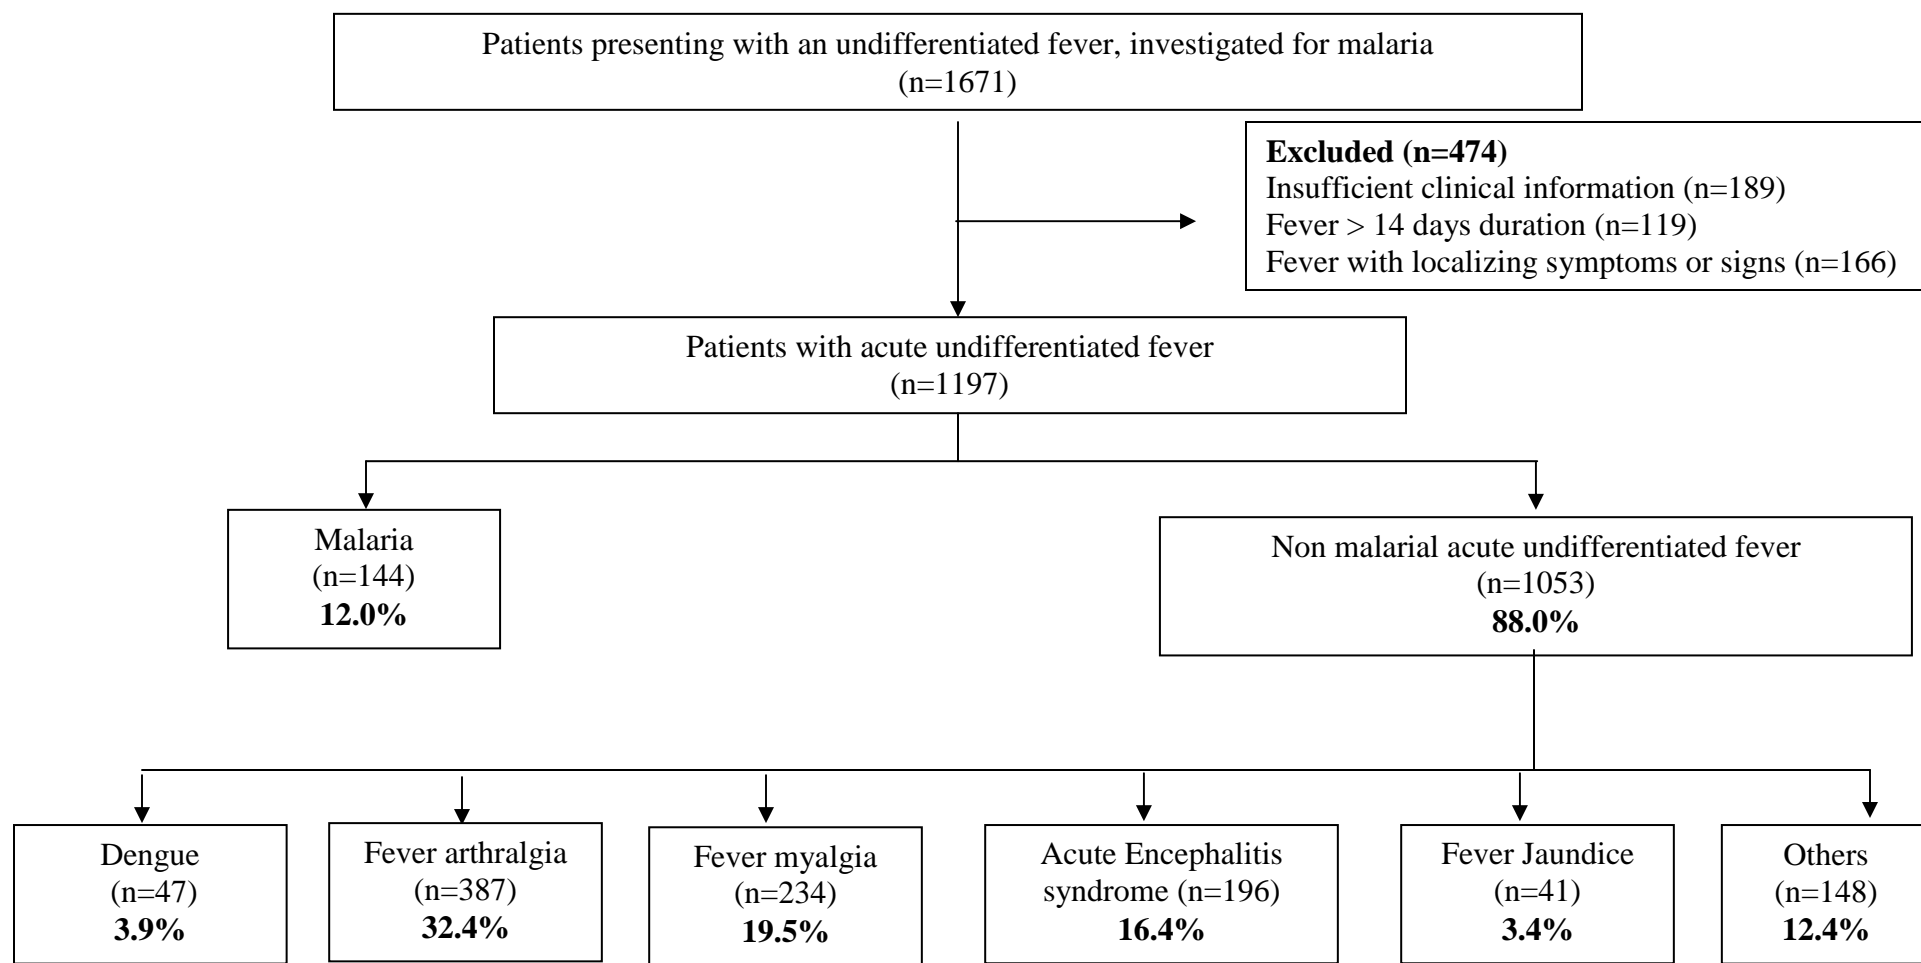 Patients presenting with an undifferentiated fever, investigated for malaria
(n=1671)
Excluded (n=474)
Insufficient clinical information (n=189)
Fever > 14 days duration (n=119)
Fever with localizing symptoms or signs (n=166)
Patients with acute undifferentiated fever
(n=1197)
Malaria
(n=144)
12.0%
Non malarial acute undifferentiated fever
(n=1053)
88.0%
Dengue
(n=47)
3.9%
Fever arthralgia
(n=387)
32.4%
Fever myalgia
(n=234)
19.5%
Acute Encephalitis
syndrome (n=196)
16.4%
Fever Jaundice
(n=41)
3.4%
Others
(n=148)
12.4%